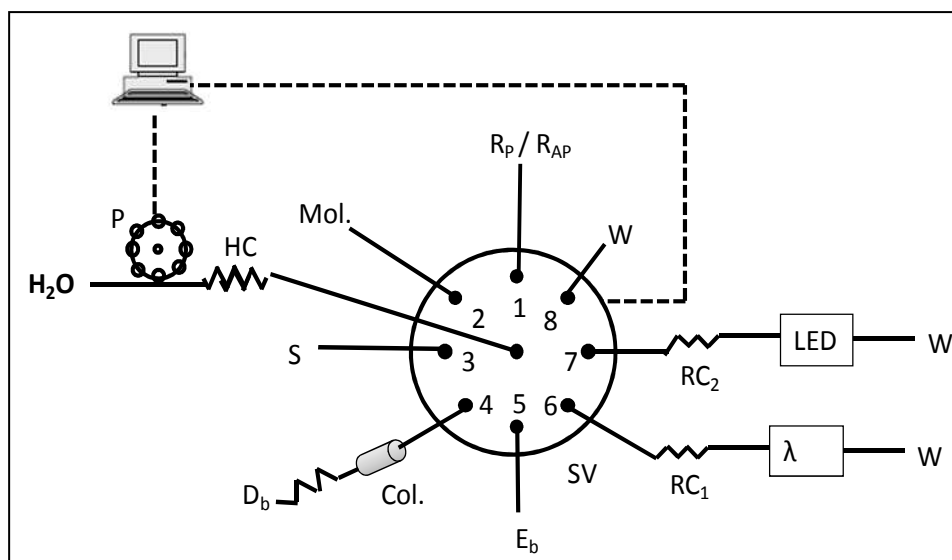 R_P / R_AP
P
Mol.
W
HC
H₂O
1
2
8
S
3
7
LED
W
RC₂
4
5
6
λ
W
D_b
Col.
SV
RC₁
E_b